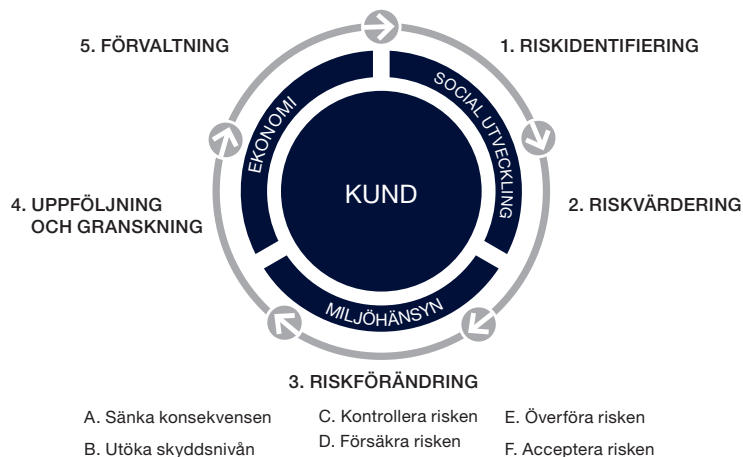 5. FÖRVALTNING
1. RISKIDENTIFIERING
EKONOMI
SOCIAL UTVECKLING
KUND
4. UPPFÖLJNING
OCH GRANSKNING
2. RISKVÄRDERING
MILJÖHÄNSYN
3. RISKFÖRÄNDRING
A. Sänka konsekvensen
C. Kontrollera risken
E. Överföra risken
B. Utöka skyddsnivån
D. Försäkra risken
F. Acceptera risken